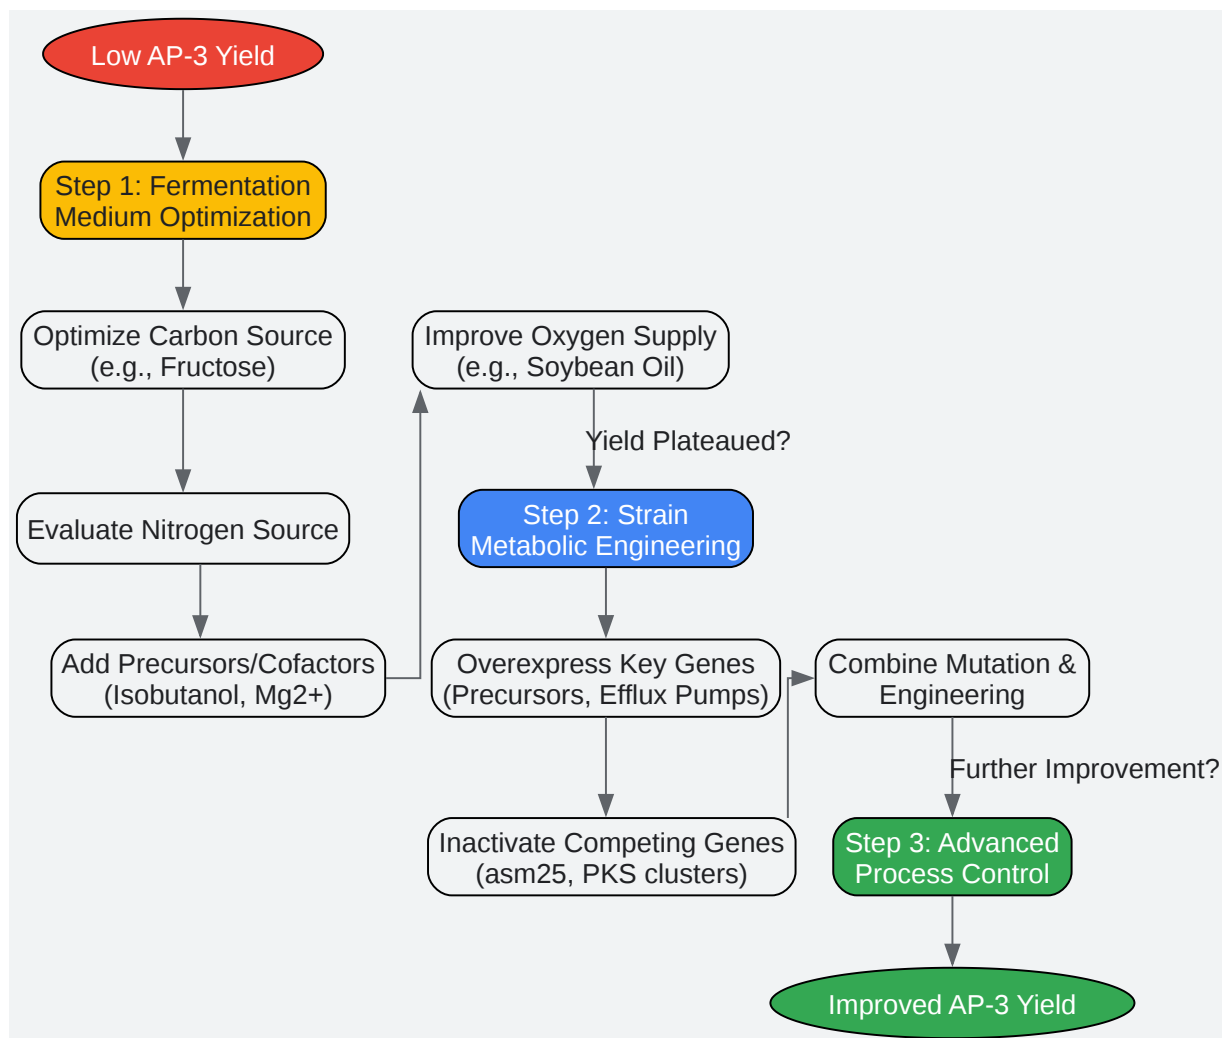 Low AP-3 Yield
Step 1: Fermentation
Medium Optimization
Optimize Carbon Source
(e.g., Fructose)
Evaluate Nitrogen Source
Add Precursors/Cofactors
(Isobutanol, Mg2+)
Improve Oxygen Supply
(e.g., Soybean Oil)
Yield Plateaued?
Step 2: Strain
Metabolic Engineering
Overexpress Key Genes
(Precursors, Efflux Pumps)
Inactivate Competing Genes
(asm25, PKS clusters)
Combine Mutation &
Engineering
Further Improvement?
Step 3: Advanced
Process Control
Improved AP-3 Yield